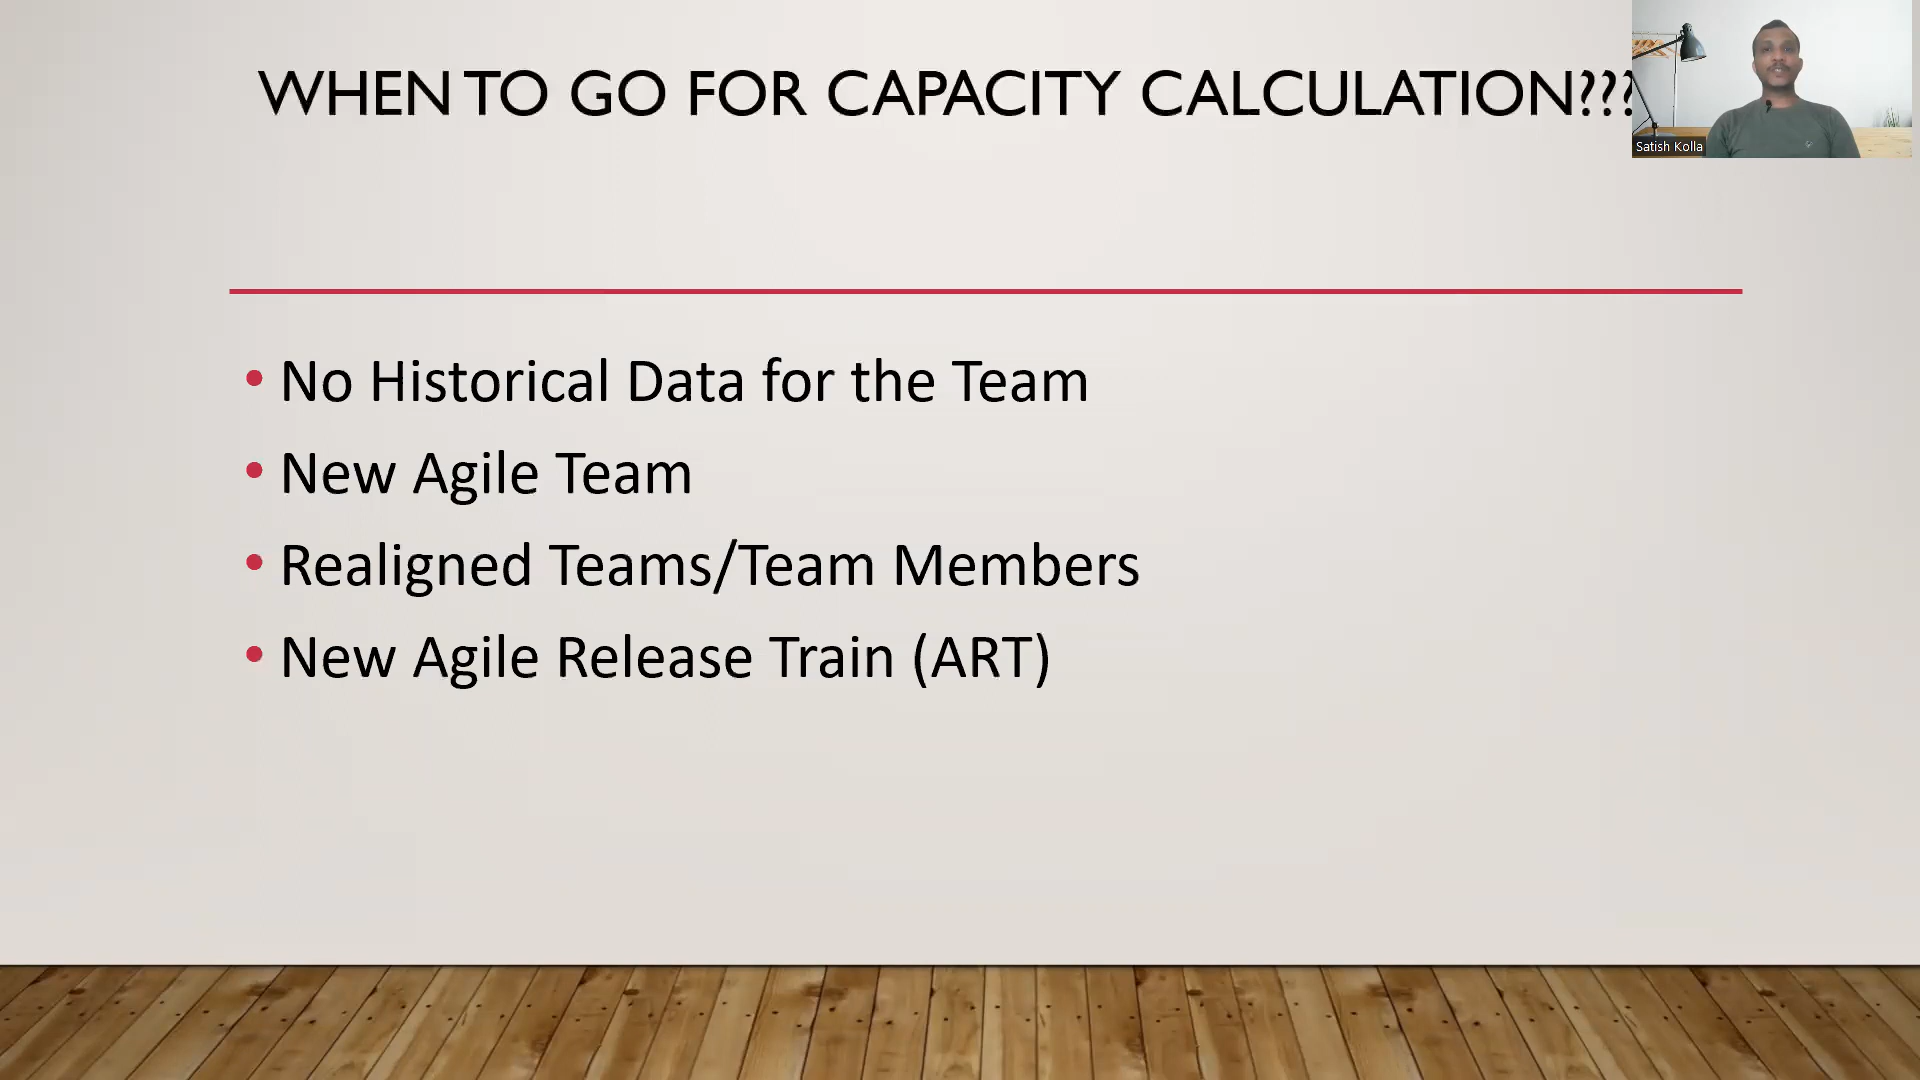 WHEN TO GO FOR CAPACITY CALCULATION???
Satish Kolla
• No Historical Data for the Team
• New Agile Team
• Realigned Teams/Team Members
• New Agile Release Train (ART)